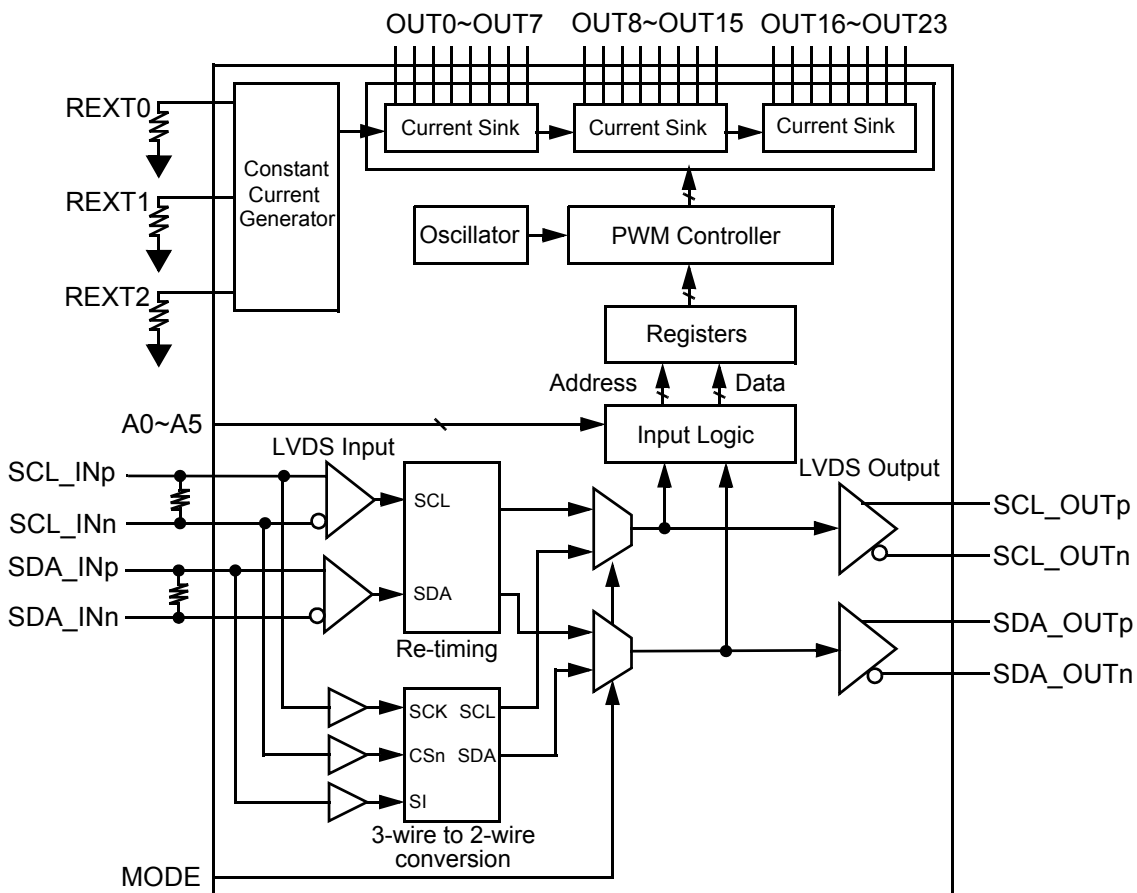 OUT0~OUT7
OUT8~OUT15
OUT16~OUT23
REXT0
REXT1
REXT2
Constant
Current
Generator
Current Sink
Current Sink
Current Sink
Oscillator
PWM Controller
Registers
Address
Data
A0~A5
Input Logic
LVDS Input
LVDS Output
SCL_INp
SCL_INn
SDA_INp
SDA_INn
SCL
SDA
Re-timing
SCL_OUTp
SCL_OUTn
SDA_OUTp
SDA_OUTn
SCK SCL
CSn SDA
SI
3-wire to 2-wire
conversion
MODE